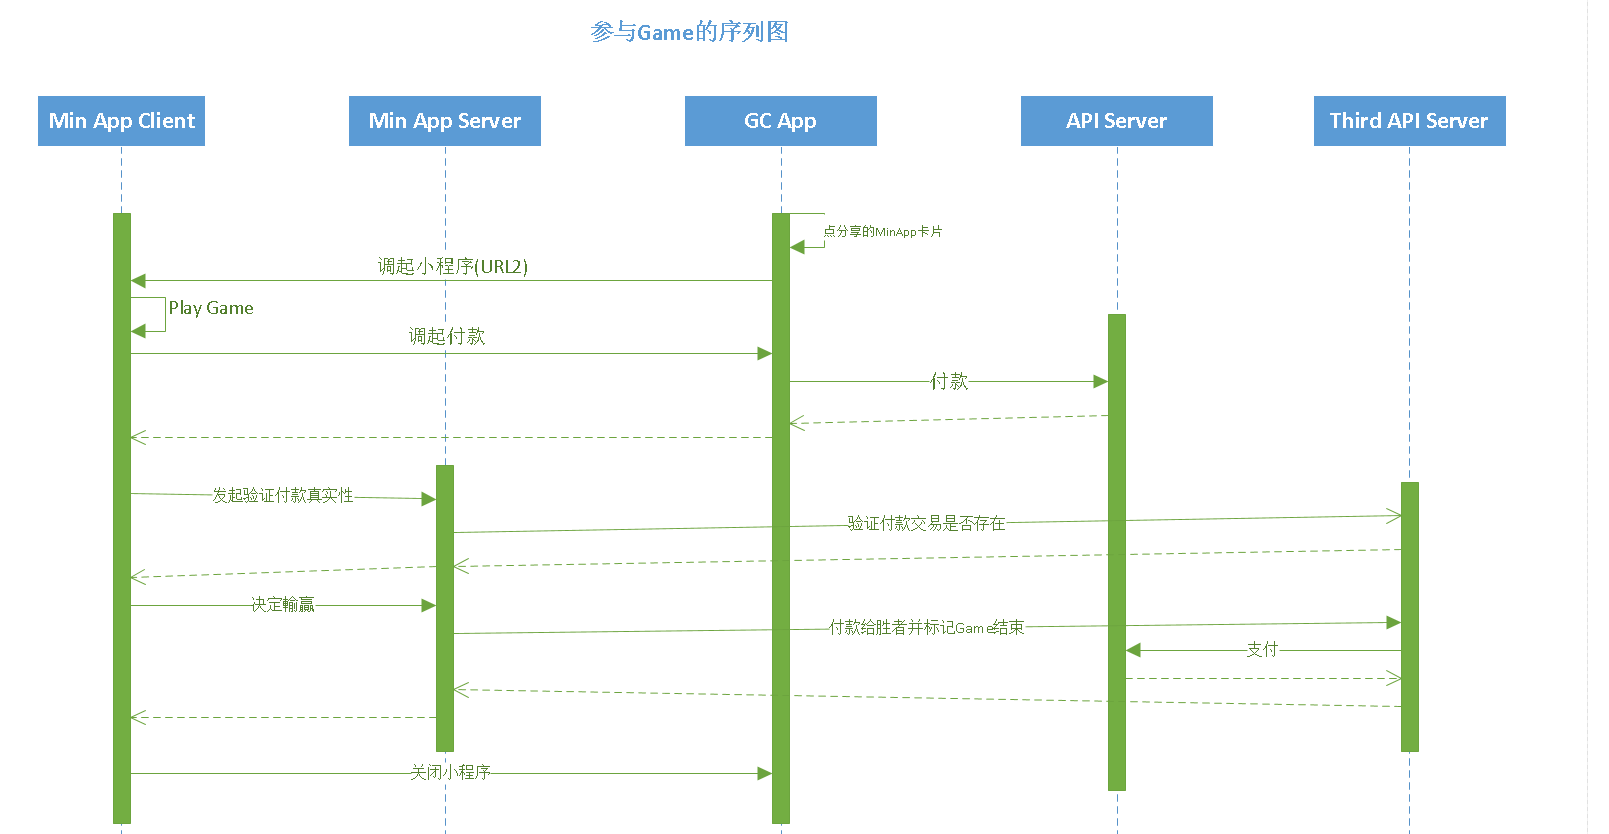 参与Game的序列图
Min App Client
Min App Server
GC App
API Server
Third API Server
点分享的MinApp卡片
调起小程序(URL2)
Play Game
调起付款
付款
发起验证付款真实性
验证付款交易是否存在
决定輸贏
付款给胜者并标记Game结束
支付
关闭小程序